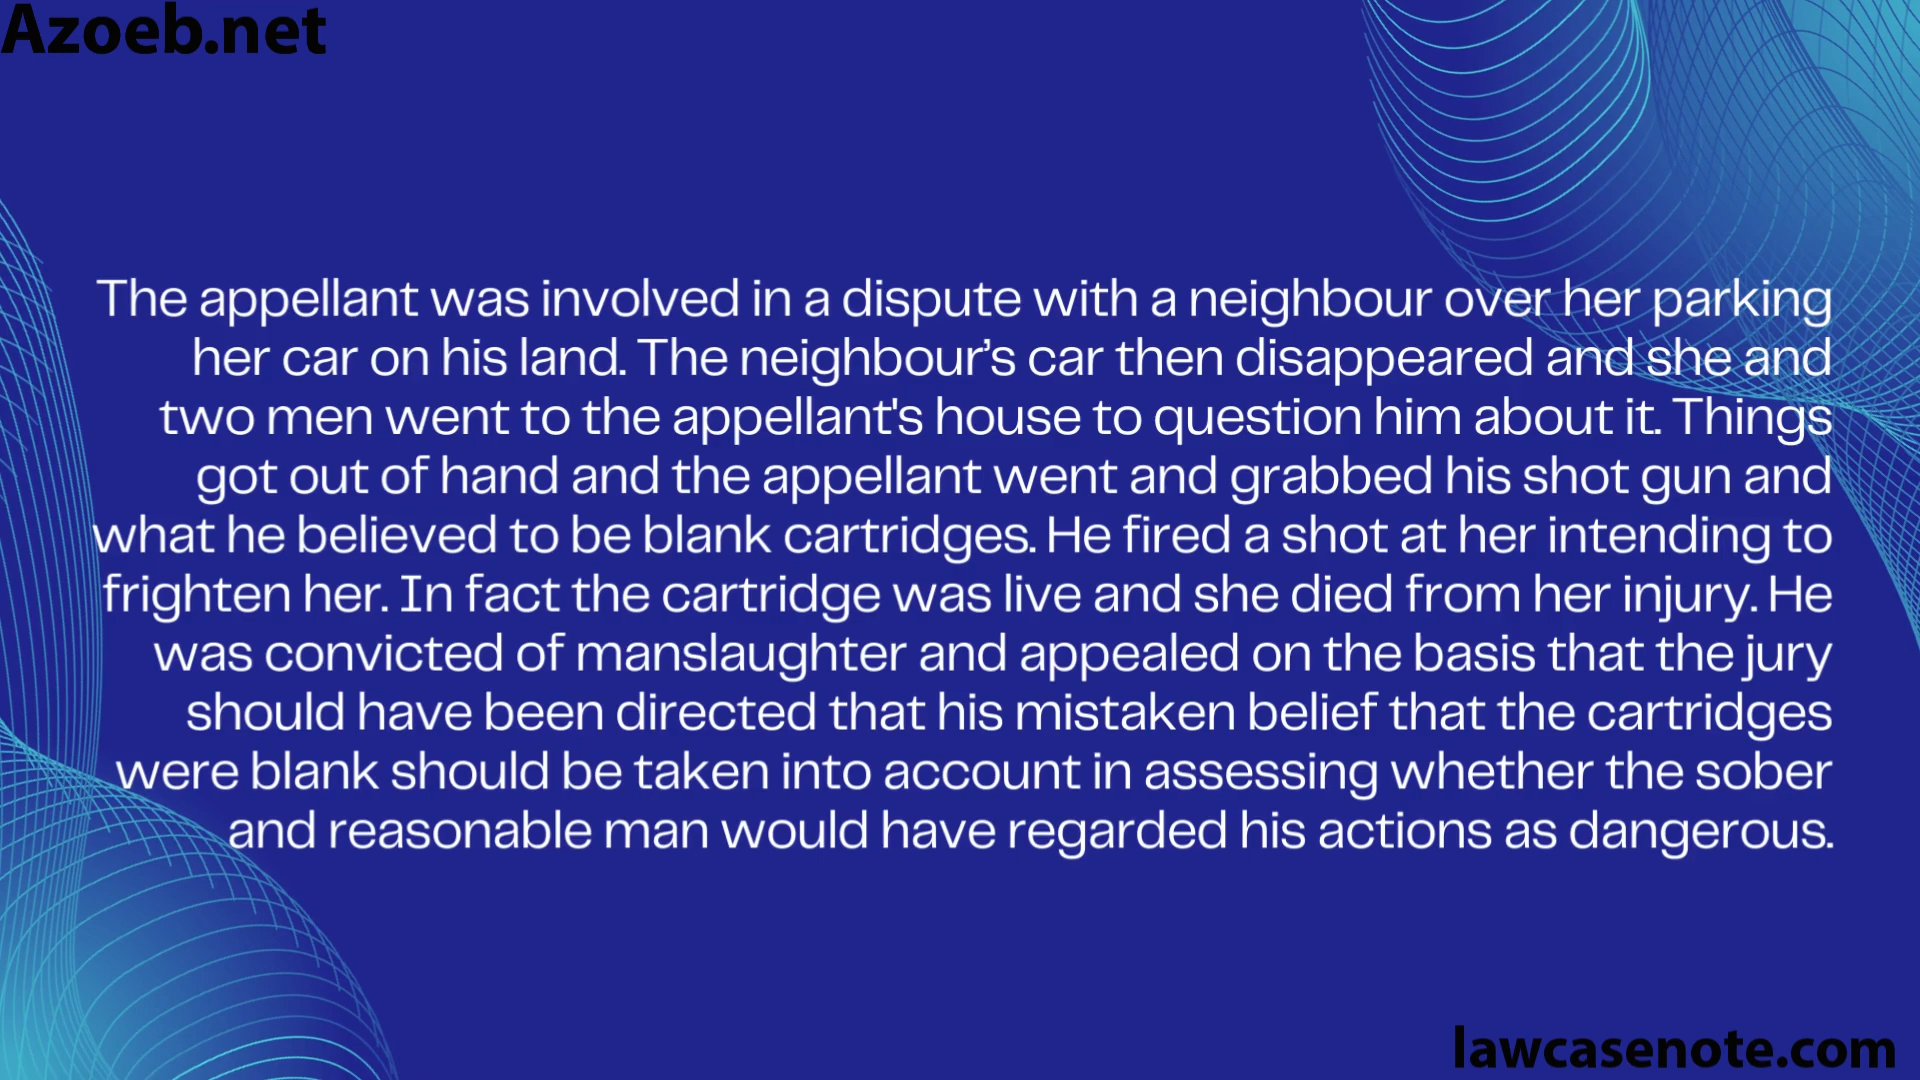 Azoeb.net
The appellant was involved in a dispute with a neighbour over her parking
her car on his land. The neighbour’s car then disappeared and she and
two men went to the appellant's house to question him about it. Things
got out of hand and the appellant went and grabbed his shot gun and
what he believed to be blank cartridges. He fired a shot at her intending to
frighten her. In fact the cartridge was live and she died from her injury. He
was convicted of manslaughter and appealed on the basis that the jury
should have been directed that his mistaken belief that the cartridges
were blank should be taken into account in assessing whether the sober
and reasonable man would have regarded his actions as dangerous.
lawcasenote.com